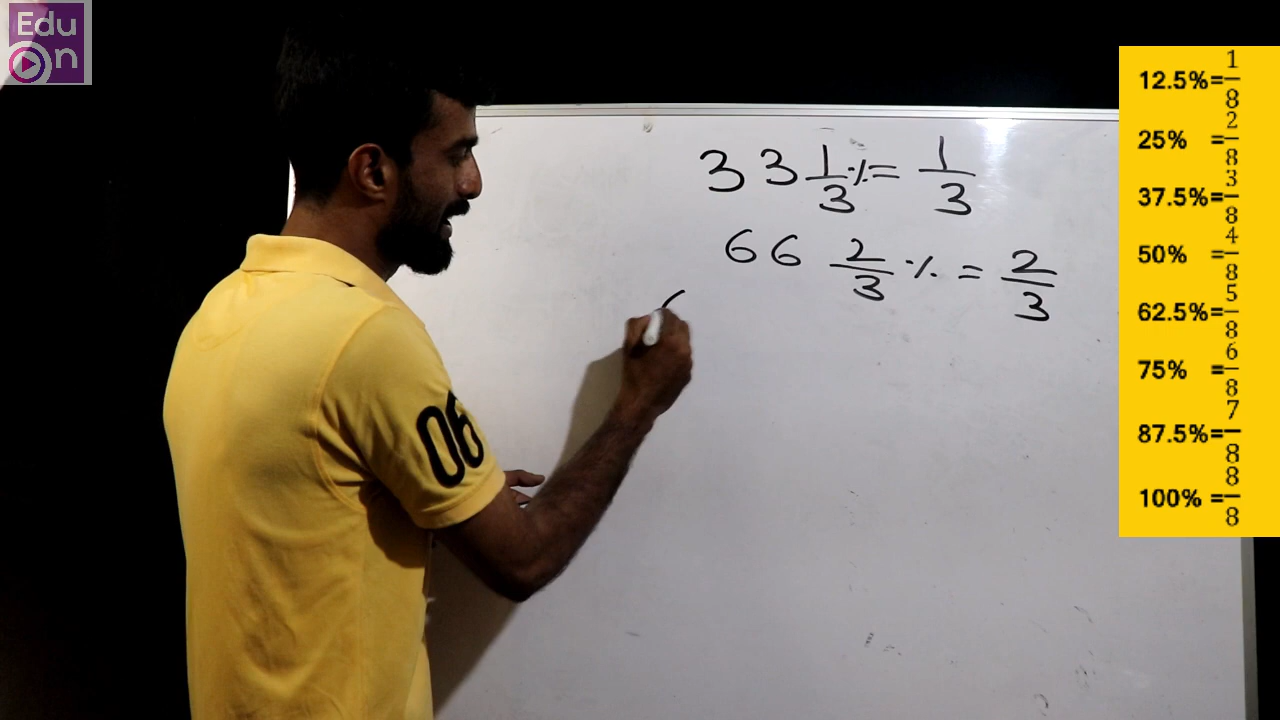 Edu
On
33 1/3 % = 1/3
66 2/3 % = 2/3
06
12.5%=1/8
25% =2/8
37.5%=3/8
50% =4/8
62.5%=5/8
75% =6/8
87.5%=7/8
100% =8/8